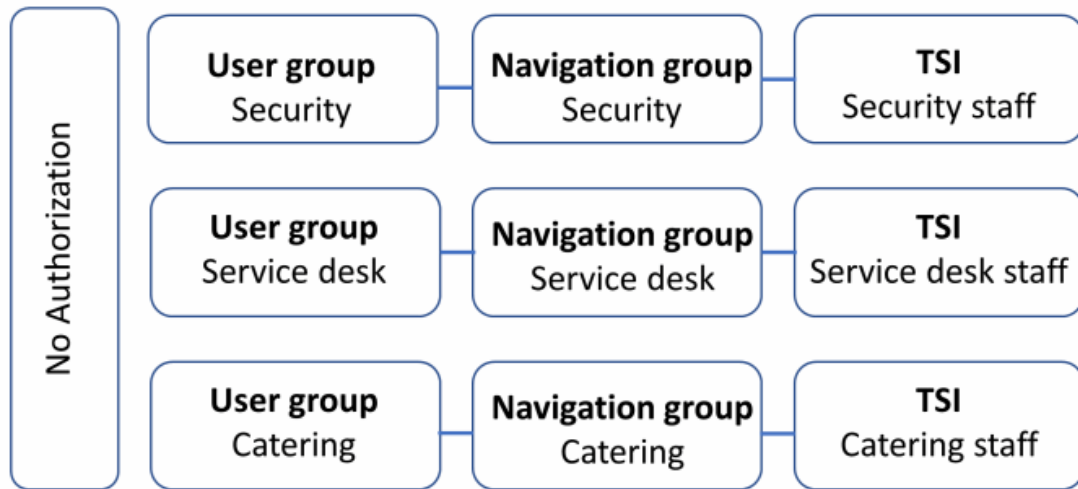 No Authorization
User group
Security
Navigation group
Security
TSI
Security staff
User group
Service desk
Navigation group
Service desk
TSI
Service desk staff
User group
Catering
Navigation group
Catering
TSI
Catering staff